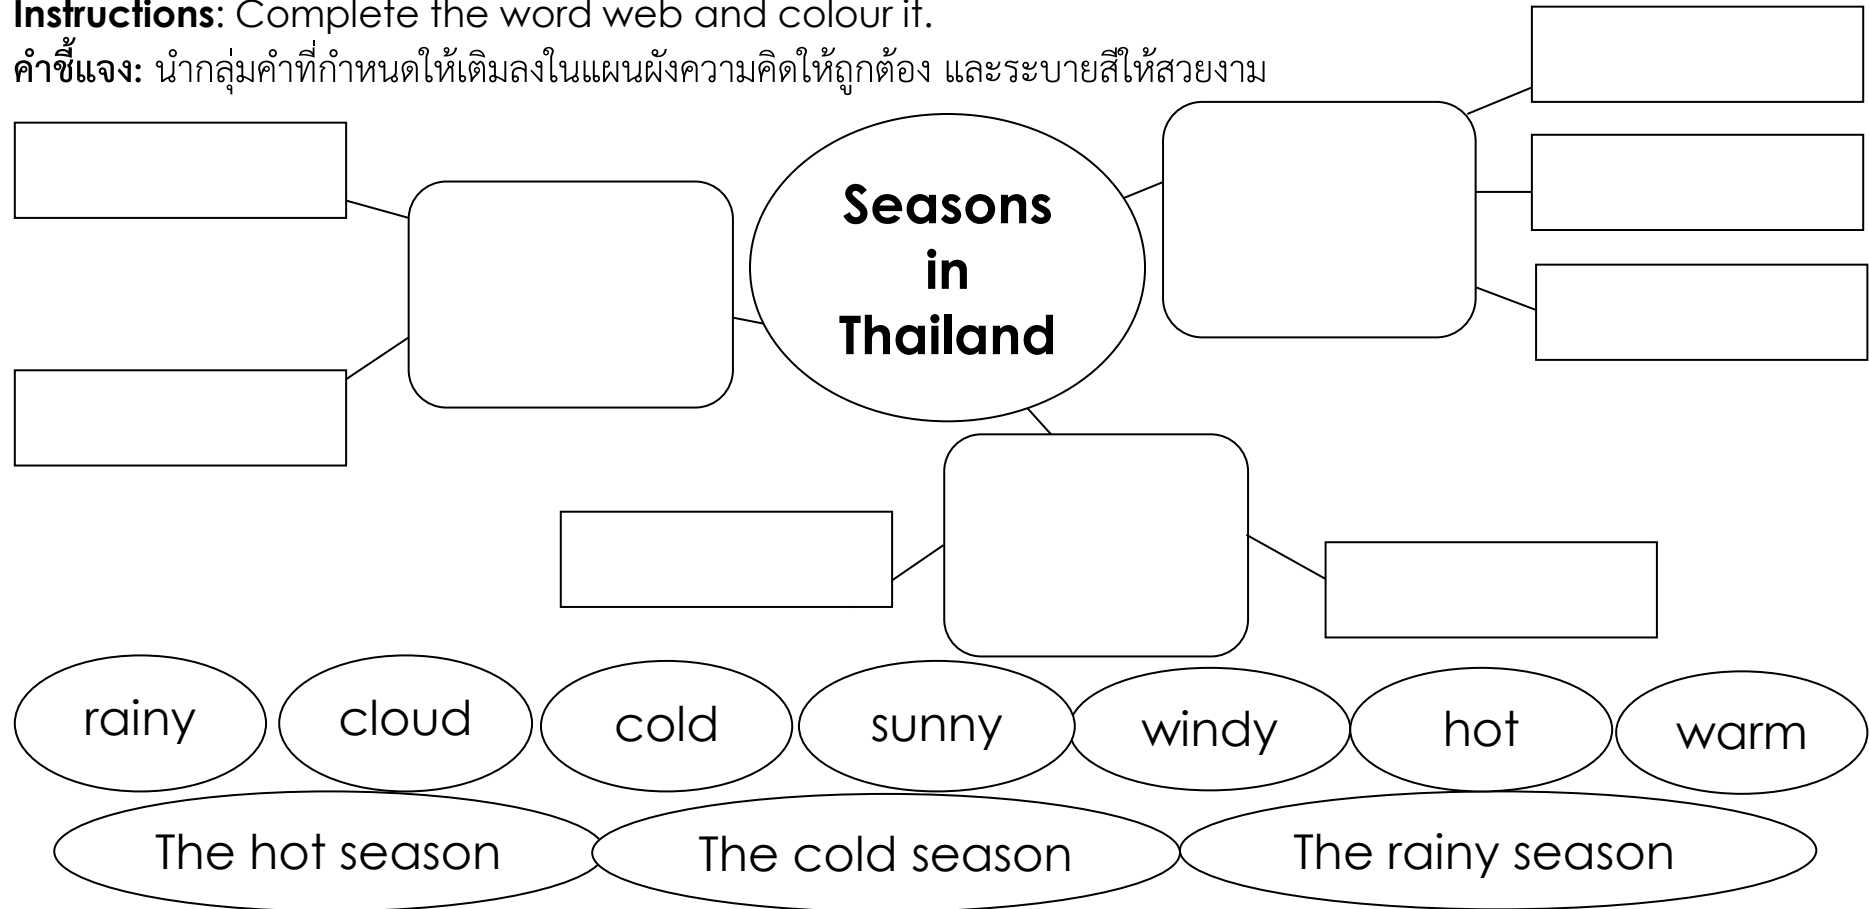 Instructions: Complete the word web and colour it.
คำชี้แจง: นำกลุ่มคำที่กำหนดให้เติมลงในแผนผังความคิดให้ถูกต้อง และระบายสีให้สวยงาม
Seasons
in
Thailand
rainy
cloud
cold
sunny
windy
hot
warm
The hot season
The cold season
The rainy season